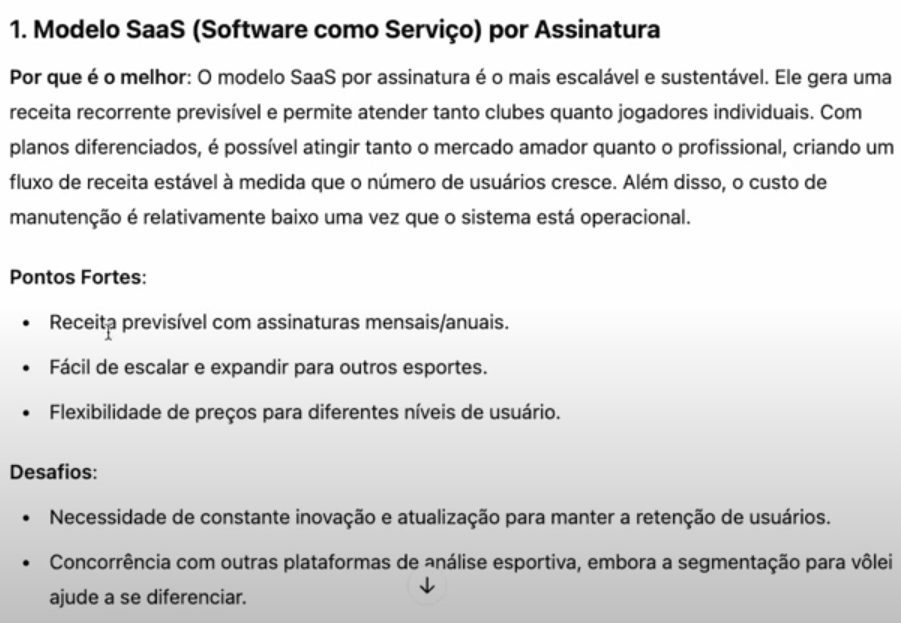 1. Modelo SaaS (Software como Serviço) por Assinatura
Por que é o melhor: O modelo SaaS por assinatura é o mais escalável e sustentável. Ele gera uma
receita recorrente previsível e permite atender tanto clubes quanto jogadores individuais. Com
planos diferenciados, é possível atingir tanto o mercado amador quanto o profissional, criando um
fluxo de receita estável à medida que o número de usuários cresce. Além disso, o custo de
manutenção é relativamente baixo uma vez que o sistema está operacional.
Pontos Fortes:
• Receita previsível com assinaturas mensais/anuais.
• Fácil de escalar e expandir para outros esportes.
• Flexibilidade de preços para diferentes níveis de usuário.
Desafios:
• Necessidade de constante inovação e atualização para manter a retenção de usuários.
• Concorrência com outras plataformas de análise esportiva, embora a segmentação para vôlei
ajude a se diferenciar.